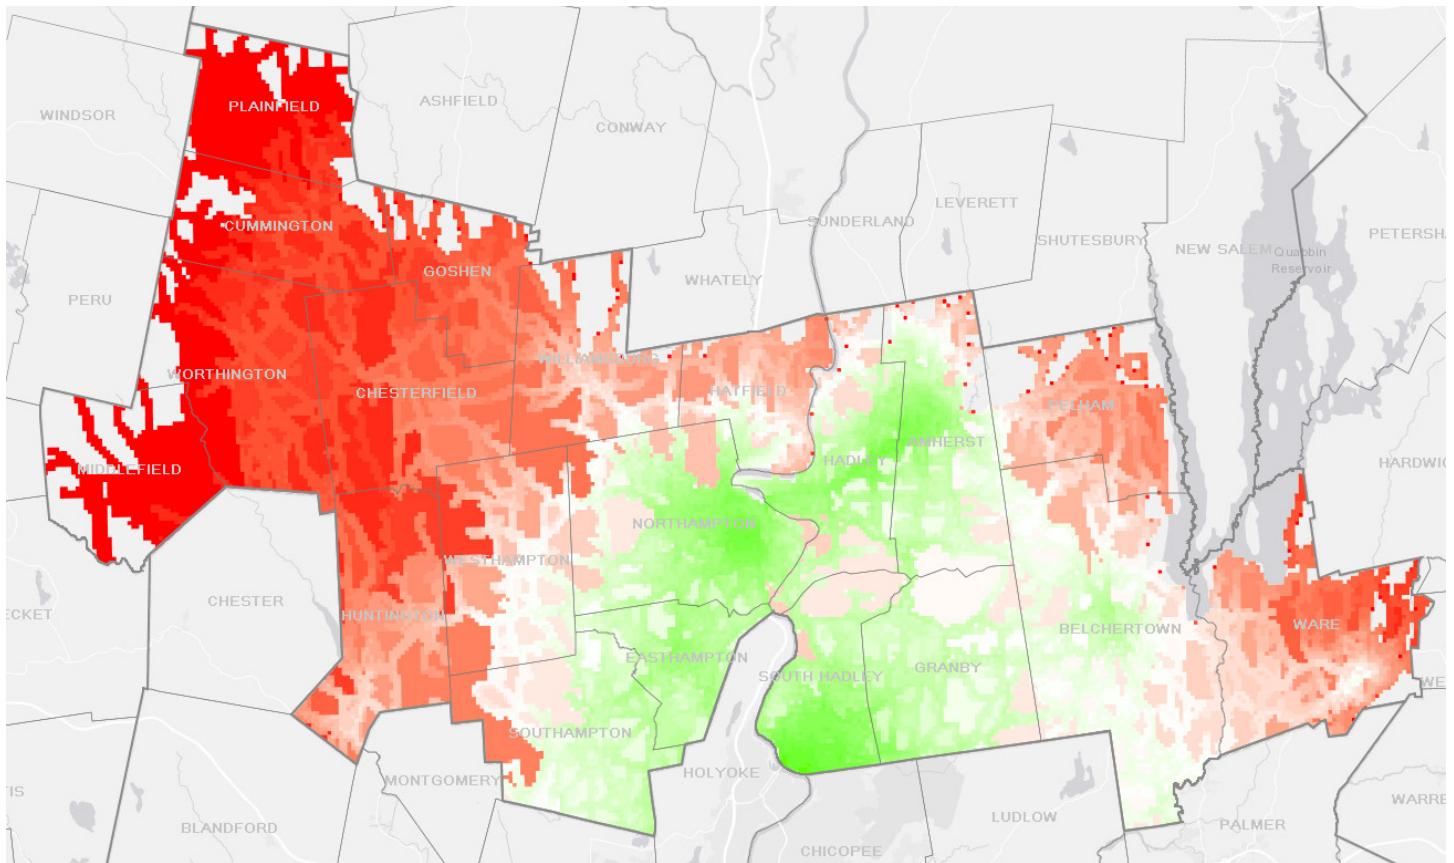 ASHFIELD
PLAINFIELD
WINDSOR
CONWAY
LEVERETT
SUNDERLAND
CUMMINGTON
SHUTESBURY
NEW SALEM
Quabbin
Reservoir
PETERSHA
GOSHEN
WHATELY
PERU
WILLIAMSBURG
WORTHINGTON
CHESTERFIELD
HATFIELD
PELHAM
AMHERST
HADLEY
HARDWIC
MIDDLEFIELD
NORTHAMPTON
WESTHAMPTON
CHESTER
ECKET
HUNTINGTON
WARE
BELCHERTOWN
EASTHAMPTON
GRANBY
SOUTH HADLEY
WE
SOUTHAMPTON
HOLYOKE
MONTGOMERY
TIS
WARRE
LUDLOW
PALMER
BLANDFORD
CHICOPEE